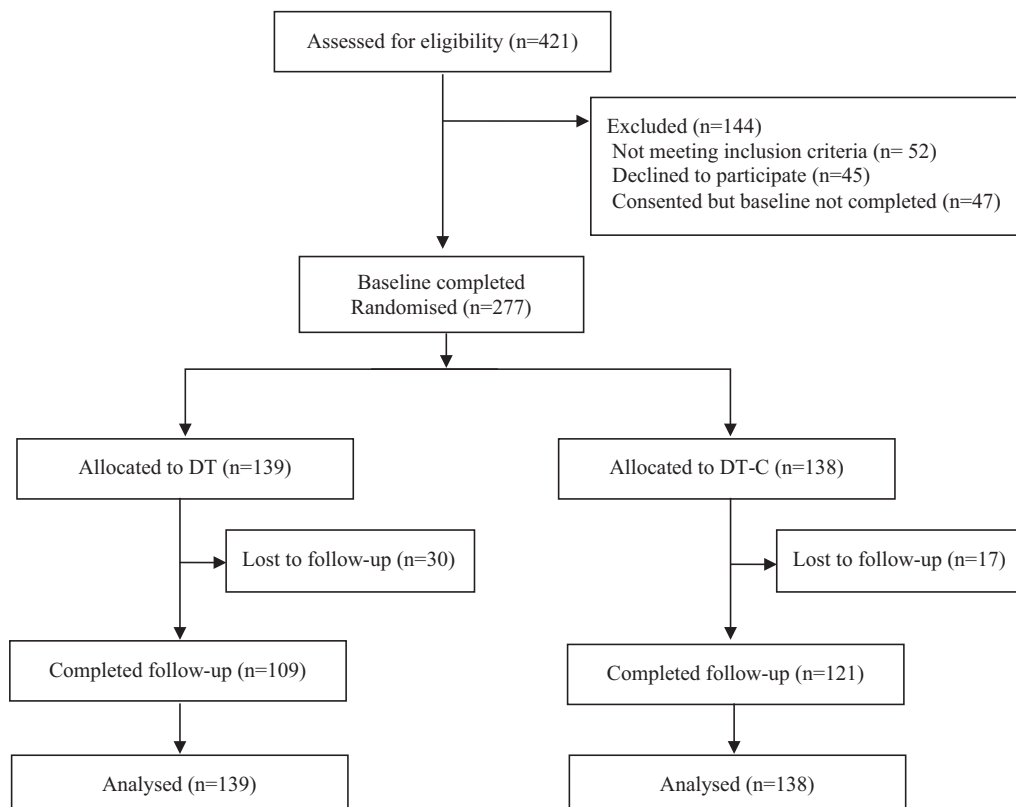 Assessed for eligibility (n=421)
Excluded (n=144)
Not meeting inclusion criteria (n= 52)
Declined to participate (n=45)
Consented but baseline not completed (n=47)
Baseline completed
Randomised (n=277)
Allocated to DT (n=139)
Allocated to DT-C (n=138)
Lost to follow-up (n=30)
Lost to follow-up (n=17)
Completed follow-up (n=109)
Completed follow-up (n=121)
Analysed (n=139)
Analysed (n=138)